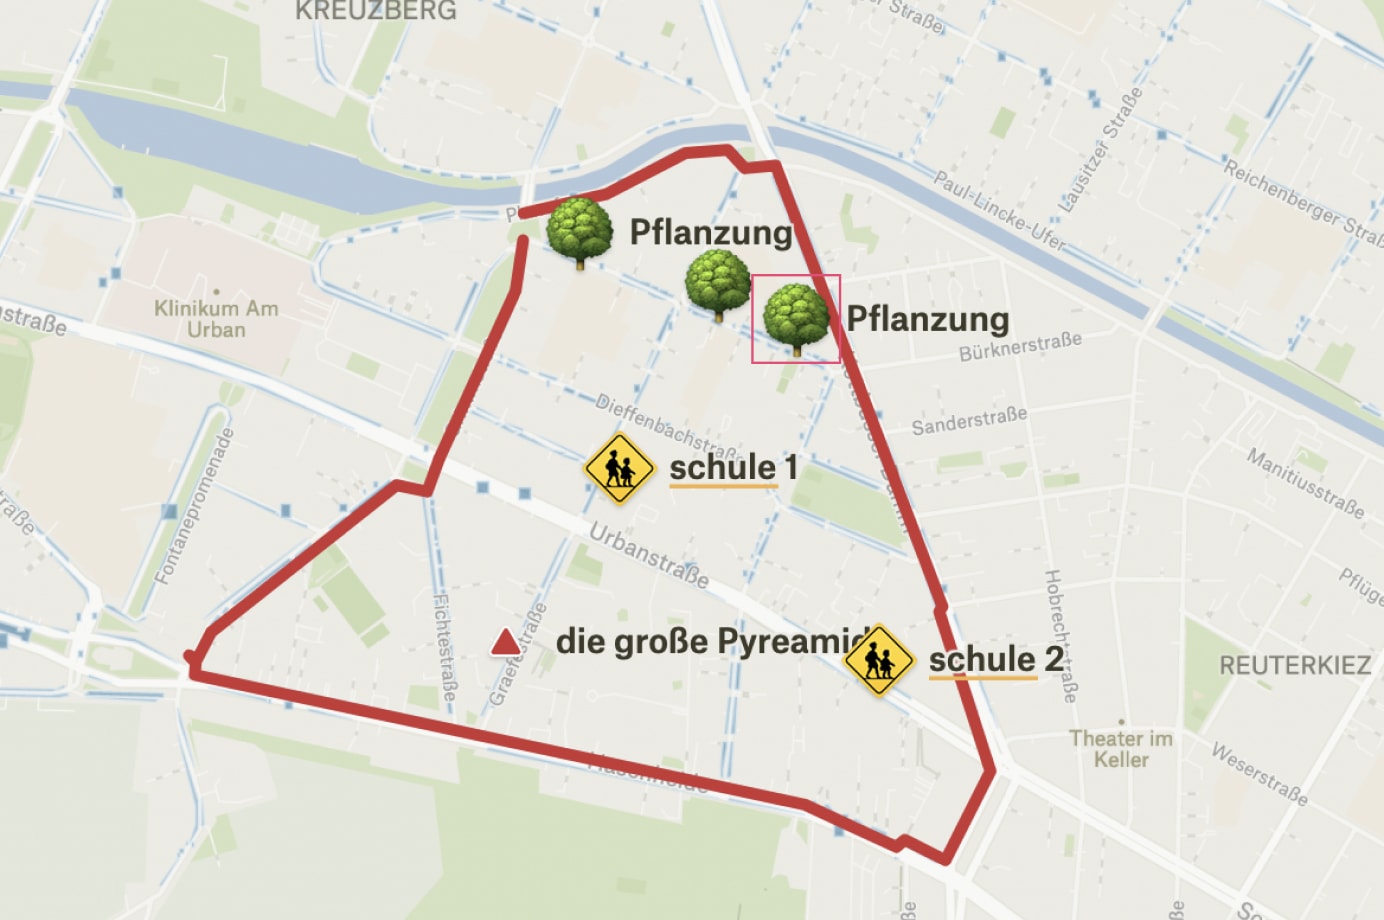 KREUZBERG
Straße
Lausitzer Straße
Reichenberger Straß
Paul-Lincke-Ufer
Pflanzung
Klinikum Am
Urban
straße
Pflanzung
Bürknerstraße
Dieffenbachstraße
Sanderstraße
schule 1
Manitiusstraße
Fontanepromenade
Urbanstraße
Hobrechtstraße
Pflüge
Fichtestraße
Graefestraße
die große Pyreamid
schule 2
REUTERKIEZ
Theater im
Keller
Weserstraße
Hasenheide